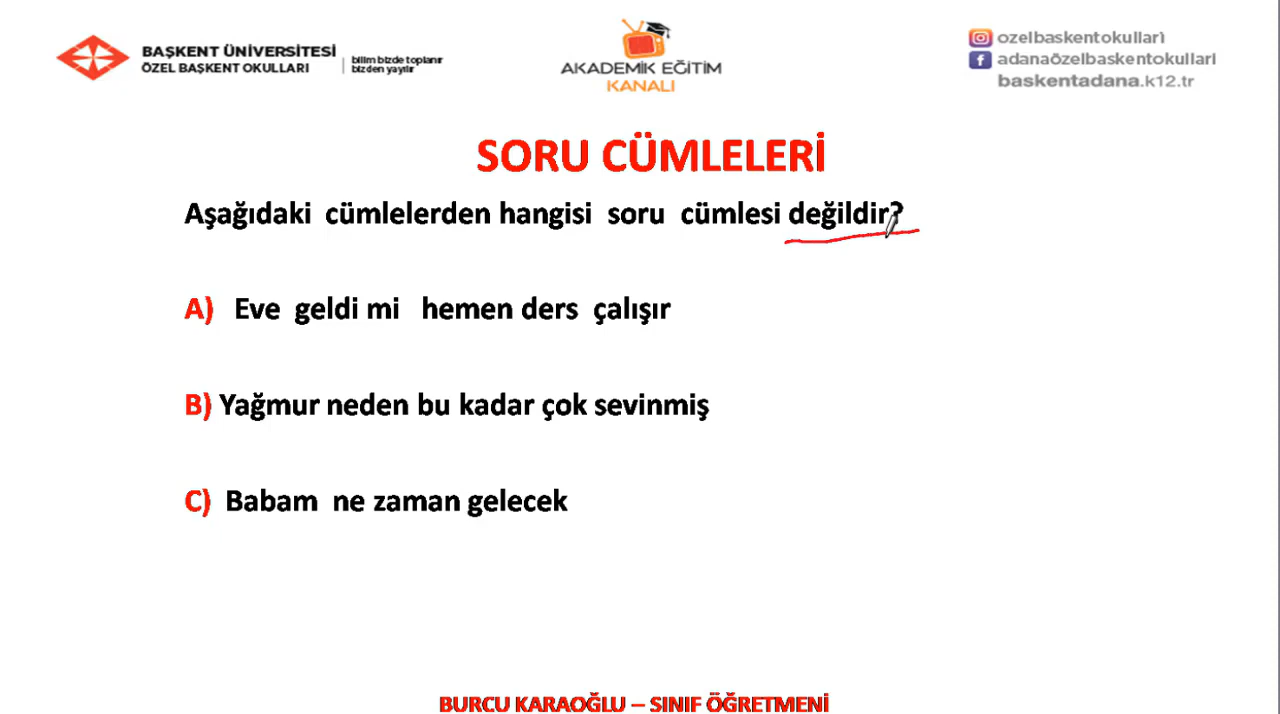 BAŞKENT ÜNİVERSİTESİ
ÖZEL BAŞKENT OKULLARI
bilim bizde toplanır
bizden yayılır
AKADEMİK EĞİTİM
KANALI
ozelbaskentokulları
adanaözelbaskentokullari
baskentadana.k12.tr
SORU CÜMLELERİ
Aşağıdaki cümlelerden hangisi soru cümlesi değildir?
A) Eve geldi mi hemen ders çalışır
B) Yağmur neden bu kadar çok sevinmiş
C) Babam ne zaman gelecek
BURCU KARAOĞLU – SINIF ÖĞRETMENİ